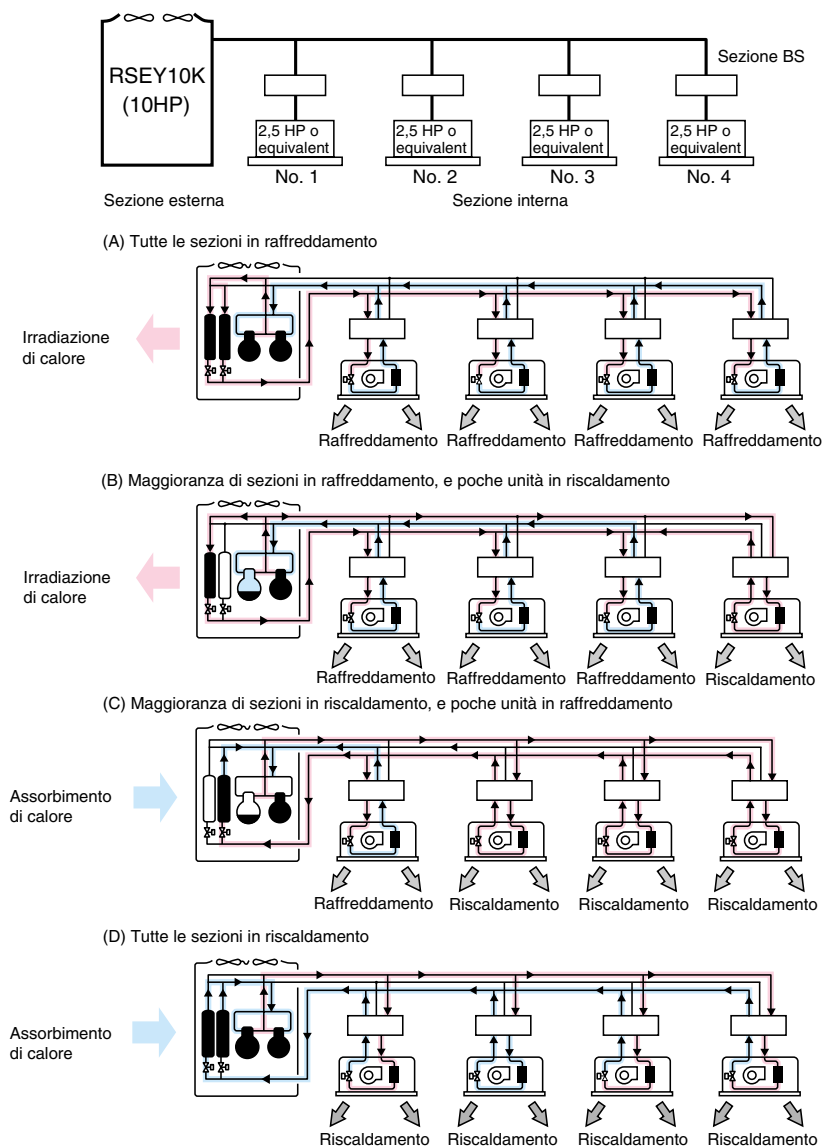 RSEY10K
(10HP)
Sezione BS
2,5 HP o
equivalent
2,5 HP o
equivalent
2,5 HP o
equivalent
2,5 HP o
equivalent
No. 1
No. 2
No. 3
No. 4
Sezione esterna
Sezione interna
(A) Tutte le sezioni in raffreddamento
Irradiazione
di calore
Raffreddamento
Raffreddamento
Raffreddamento
Raffreddamento
(B) Maggioranza di sezioni in raffreddamento, e poche unità in riscaldamento
Irradiazione
di calore
Raffreddamento
Raffreddamento
Raffreddamento
Riscaldamento
(C) Maggioranza di sezioni in riscaldamento, e poche unità in raffreddamento
Assorbimento
di calore
Raffreddamento
Riscaldamento
Riscaldamento
Riscaldamento
(D) Tutte le sezioni in riscaldamento
Assorbimento
di calore
Riscaldamento
Riscaldamento
Riscaldamento
Riscaldamento